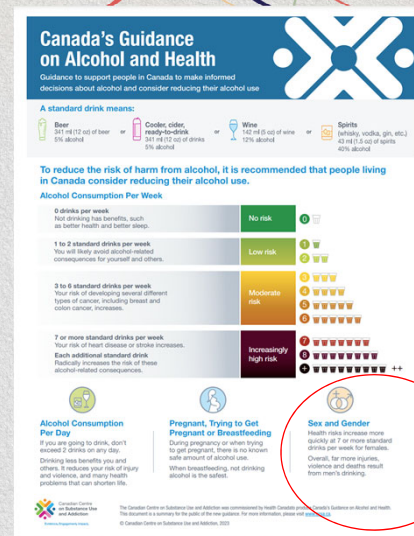 Canada's Guidance
on Alcohol and Health
Guidance to support people in Canada to make informed
decisions about alcohol and consider reducing their alcohol use
A standard drink means:
Beer
341 ml (12 oz) of beer
5% alcohol
or
Cooler, cider,
ready-to-drink
341 ml (12 oz) of drinks
5% alcohol
or
Wine
142 ml (5 oz) of wine
12% alcohol
or
Spirits
(whisky, vodka, gin, etc.)
43 ml (1.5 oz) of spirits
40% alcohol
To reduce the risk of harm from alcohol, it is recommended that people living
in Canada consider reducing their alcohol use.
Alcohol Consumption Per Week
0 drinks per week
Not drinking has benefits, such
as better health and better sleep.
No risk
0
1 to 2 standard drinks per week
You will likely avoid alcohol-related
consequences for yourself and others.
Low risk
1
2
3 to 6 standard drinks per week
Your risk of developing several different
types of cancer, including breast and
colon cancer, increases.
Moderate
risk
3
4
5
6
7 or more standard drinks per week
Your risk of heart disease or stroke increases.
Each additional standard drink
Radically increases the risk of these
alcohol-related consequences.
Increasingly
high risk
7
8
+
++
Alcohol Consumption
Per Day
If you are going to drink, don't
exceed 2 drinks on any day.
Drinking less benefits you and
others. It reduces your risk of injury
and violence, and many health
problems that can shorten life.
Pregnant, Trying to Get
Pregnant or Breastfeeding
During pregnancy or when trying
to get pregnant, there is no known
safe amount of alcohol use.
When breastfeeding, not drinking
alcohol is the safest.
Sex and Gender
Health risks increase more
quickly at 7 or more standard
drinks per week for females.
Overall, far more injuries,
violence and deaths result
from men's drinking.
Canadian Centre
on Substance Use
and Addiction
The Canadian Centre on Substance Use and Addiction was commissioned by Health Canada to produce Canada's Guidance on Alcohol and Health.
This document is a summary for the public of the new guidance. For more information, please visit www.ccsa.ca.
© Canadian Centre on Substance Use and Addiction, 2023